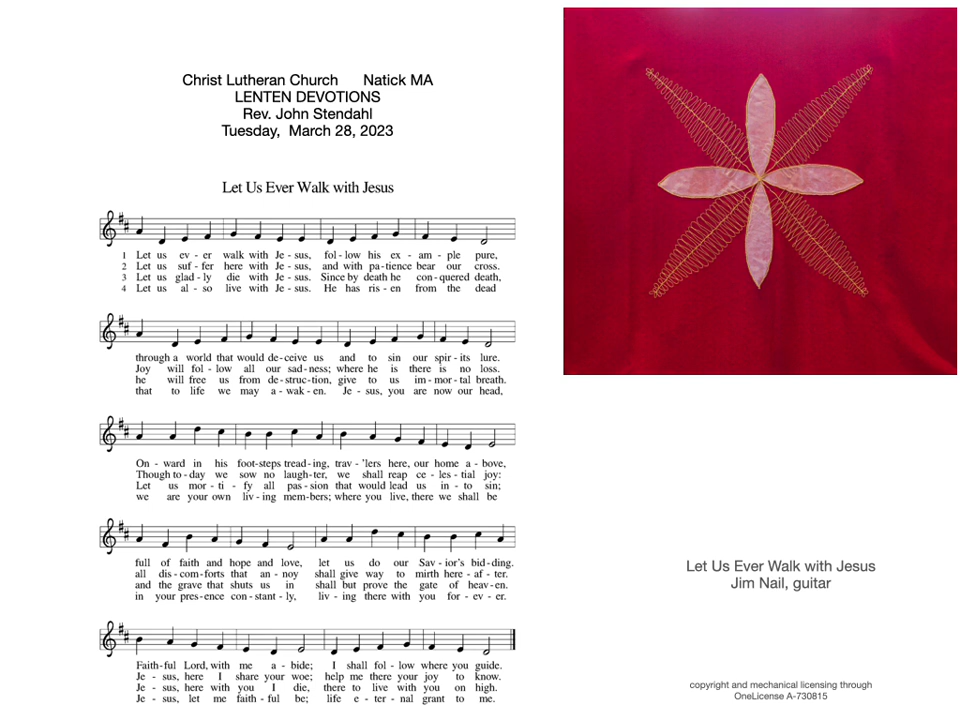 Christ Lutheran Church Natick MA
LENTEN DEVOTIONS
Rev. John Stendahl
Tuesday, March 28, 2023
Let Us Ever Walk with Jesus
1 Let us ev - er walk with Je - sus, fol - low his ex - am - ple pure,
2 Let us suf - fer here with Je - sus, and with pa - tience bear our cross.
3 Let us glad - ly die with Je - sus. Since by death he con - quered death,
4 Let us al - so live with Je - sus. He has ris - en from the dead
through a world that would de - ceive us and to sin our spir - its lure.
Joy will fol - low all our sad - ness; where he is there is no loss.
he will free us from de - struc - tion, give to us im - mor - tal breath.
that to life we may a - wak - en. Je - sus, you are now our head,
On - ward in his foot - steps tread - ing, trav - 'lers here, our home a - bove,
Though to - day we sow no laugh - ter, we shall reap ce - les - tial joy:
Let us mor - ti - fy all pas - sion that would lead us in - to sin;
we are your own liv - ing mem - bers; where you live, there we shall be
full of faith and hope and love, let us do our Sav - ior's bid - ding.
all dis - com - forts that an - noy shall give way to mirth here - af - ter.
and the grave that shuts us in shall but prove the gate of heav - en.
in your pres - ence con - stant - ly, liv - ing there with you for - ev - er.
Faith - ful Lord, with me a - bide; I shall fol - low where you guide.
Je - sus, here I share your woe; help me there your joy to know.
Je - sus, here with you I die, there to live with you on high.
Je - sus, let me faith - ful be; life e - ter - nal grant to me.
Let Us Ever Walk with Jesus
Jim Nail, guitar
copyright and mechanical licensing through
OneLicense A-730815